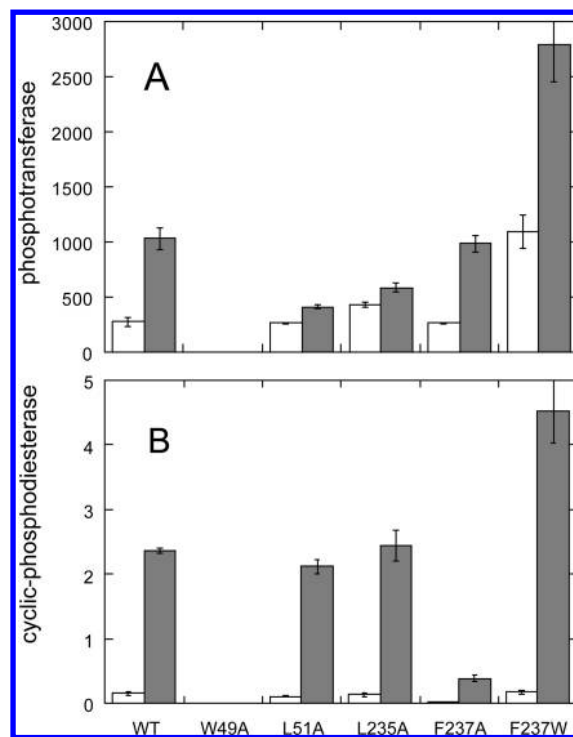 A
phosphotransferase
3000
2500
2000
1500
1000
500
0
B
cyclic-phosphodiesterase
5
4
3
2
1
0
WT W49A L51A L235A F237A F237W